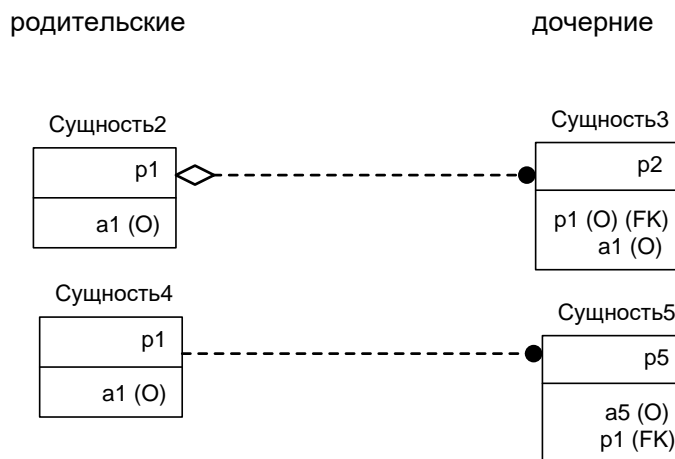 родительские
дочерние
Сущность2
p1
a1 (O)
Сущность3
p2
p1 (O) (FK)
a1 (O)
Сущность4
p1
a1 (O)
Сущность5
p5
a5 (O)
p1 (FK)